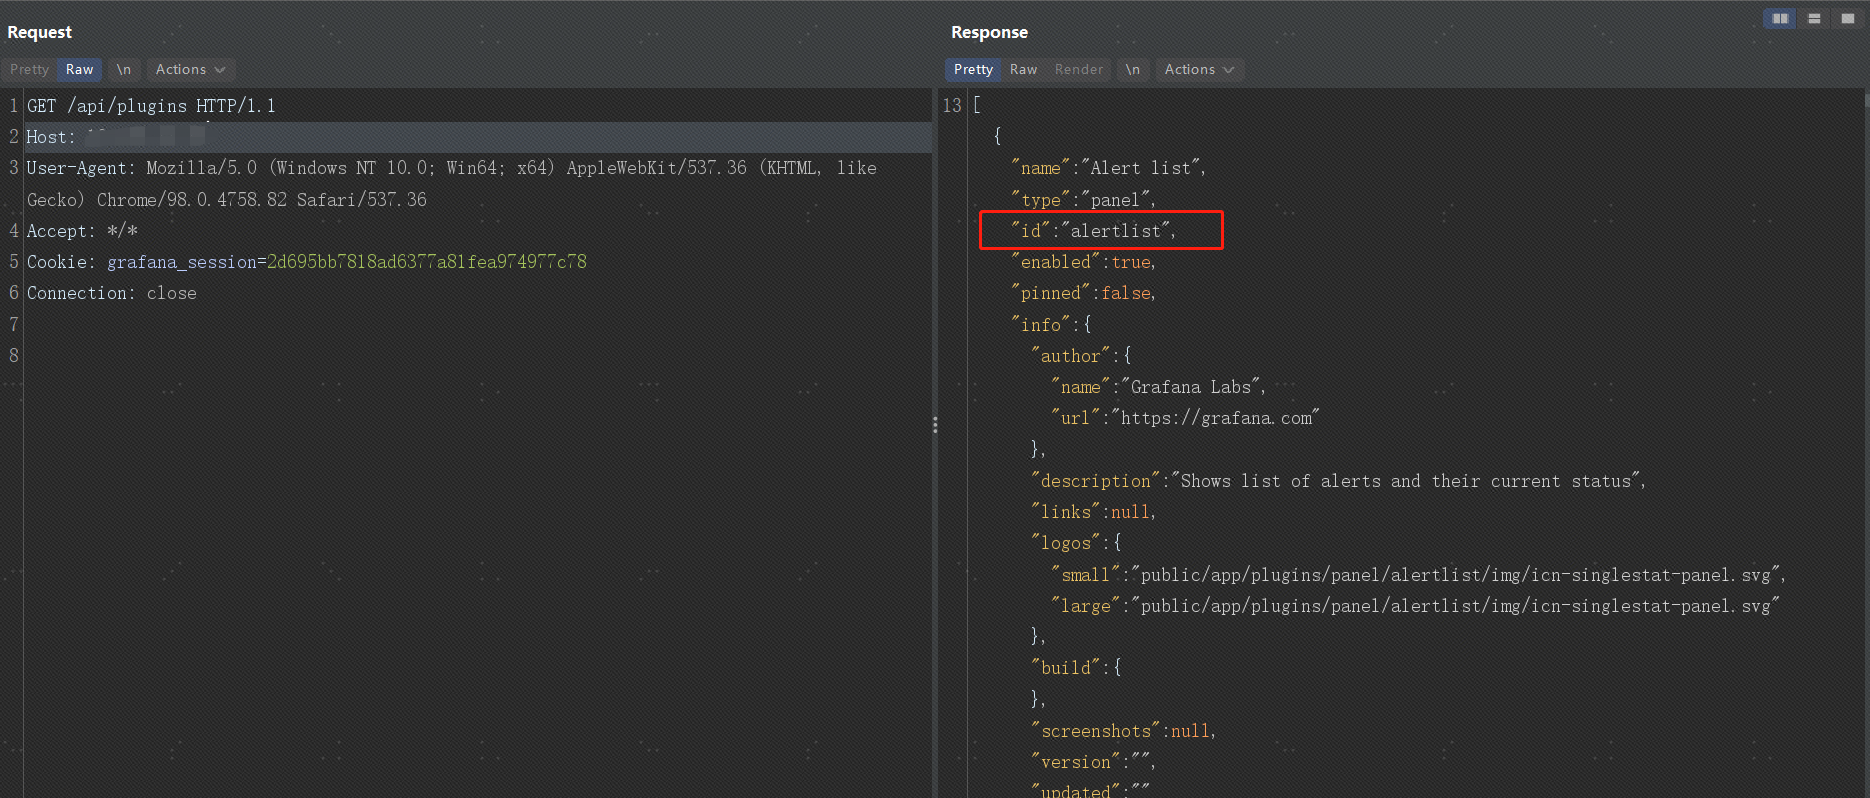 Request
Pretty Raw \n Actions
1 GET /api/plugins HTTP/1.1
2 Host:
3 User-Agent: Mozilla/5.0 (Windows NT 10.0; Win64; x64) AppleWebKit/537.36 (KHTML, like
Gecko) Chrome/98.0.4758.82 Safari/537.36
4 Accept: */*
5 Cookie: grafana_session=2d695bb7818ad6377a81fea974977c78
6 Connection: close
7
8
Response
Pretty Raw Render \n Actions
13 [
{
"name":"Alert list",
"type":"panel",
"id":"alertlist",
"enabled":true,
"pinned":false,
"info":{
"author":{
"name":"Grafana Labs",
"url":"https://grafana.com"
},
"description":"Shows list of alerts and their current status",
"links":null,
"logos":{
"small":"public/app/plugins/panel/alertlist/img/icn-singlestat-panel.svg",
"large":"public/app/plugins/panel/alertlist/img/icn-singlestat-panel.svg"
},
"build":{
},
"screenshots":null,
"version":"",
"updated":""